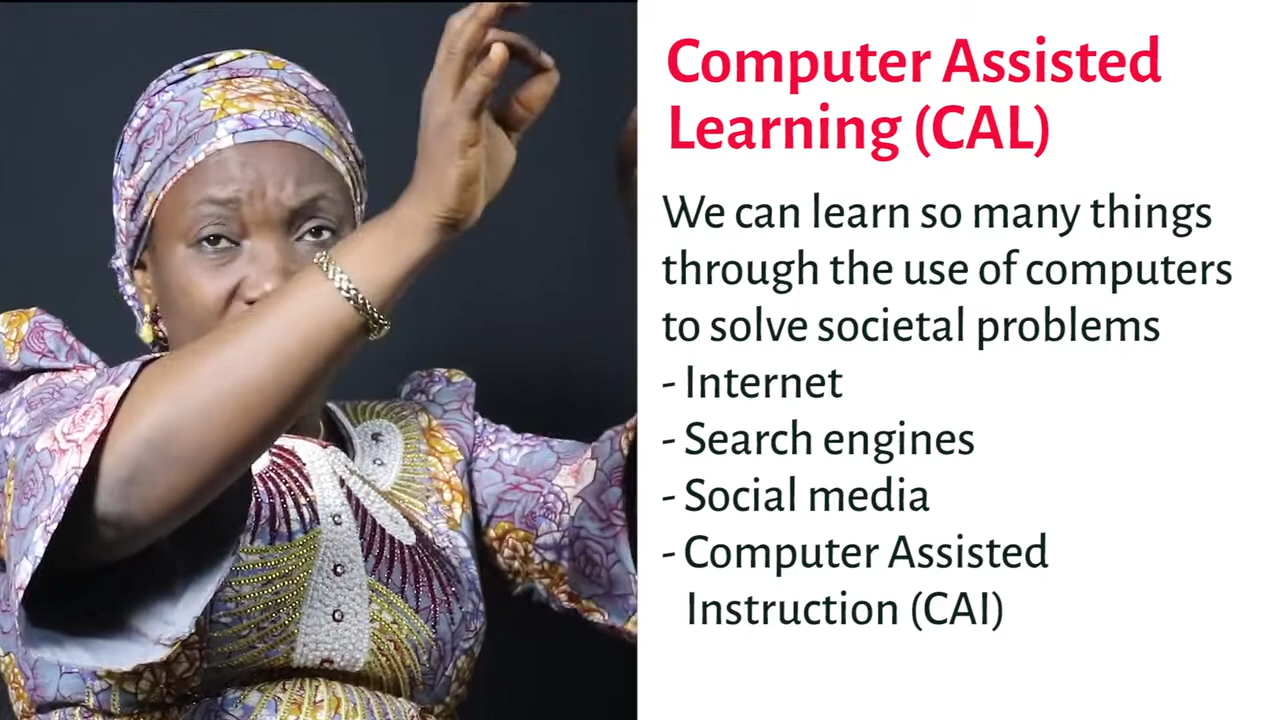 Computer Assisted
Learning (CAL)
We can learn so many things
through the use of computers
to solve societal problems
- Internet
- Search engines
- Social media
- Computer Assisted
Instruction (CAI)